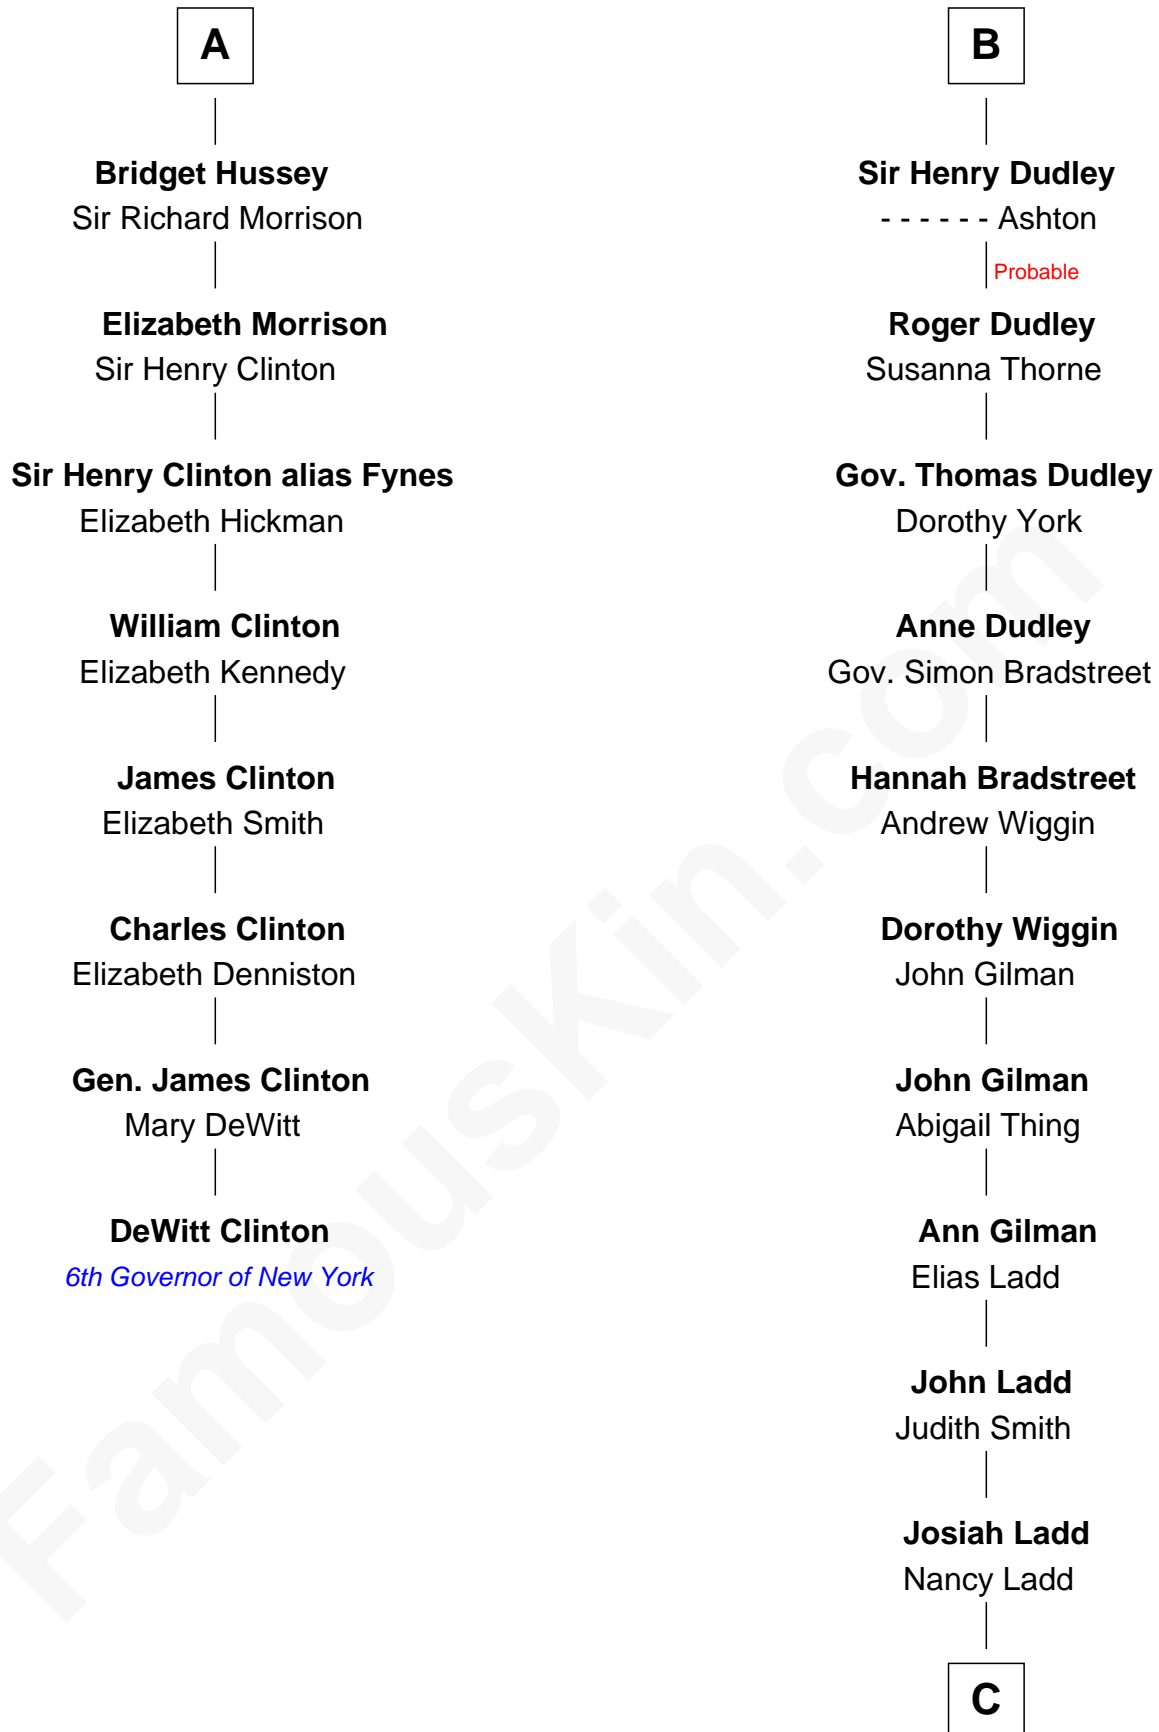 A
Bridget Hussey
Sir Richard Morrison
Elizabeth Morrison
Sir Henry Clinton
Sir Henry Clinton alias Fynes
Elizabeth Hickman
William Clinton
Elizabeth Kennedy
James Clinton
Elizabeth Smith
Charles Clinton
Elizabeth Denniston
Gen. James Clinton
Mary DeWitt
DeWitt Clinton
6th Governor of New York
B
Sir Henry Dudley
- - - - - - Ashton
Probable
Roger Dudley
Susanna Thorne
Gov. Thomas Dudley
Dorothy York
Anne Dudley
Gov. Simon Bradstreet
Hannah Bradstreet
Andrew Wiggin
Dorothy Wiggin
John Gilman
John Gilman
Abigail Thing
Ann Gilman
Elias Ladd
John Ladd
Judith Smith
Josiah Ladd
Nancy Ladd
C
FamousKin.com